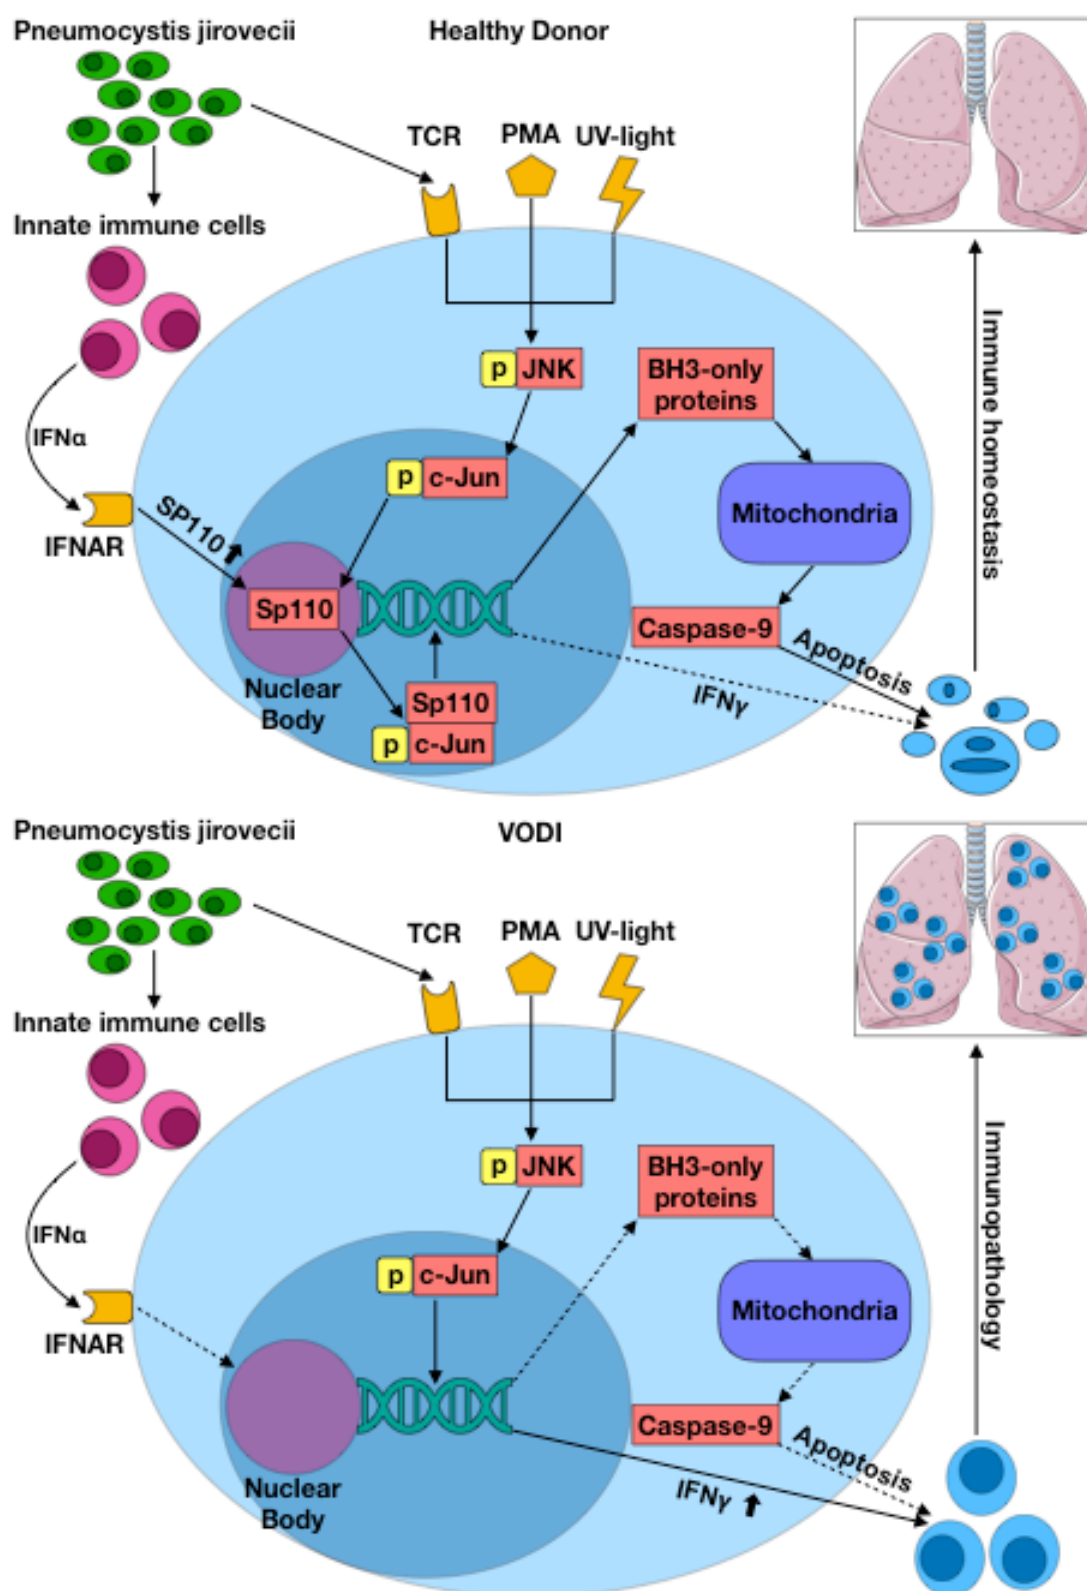 Pneumocystis jirovecii
Healthy Donor
TCR
PMA
UV-light
Innate immune cells
p
JNK
BH3-only
proteins
IFNα
p
c-Jun
Mitochondria
IFNAR
SP110
Sp110
Caspase-9
Apoptosis
IFNγ
Nuclear
Body
Sp110
p
c-Jun
Immune homeostasis
Pneumocystis jirovecii
VODI
TCR
PMA
UV-light
Innate immune cells
p
JNK
BH3-only
proteins
IFNα
p
c-Jun
Mitochondria
IFNAR
Caspase-9
Apoptosis
IFNγ
Nuclear
Body
Immunopathology